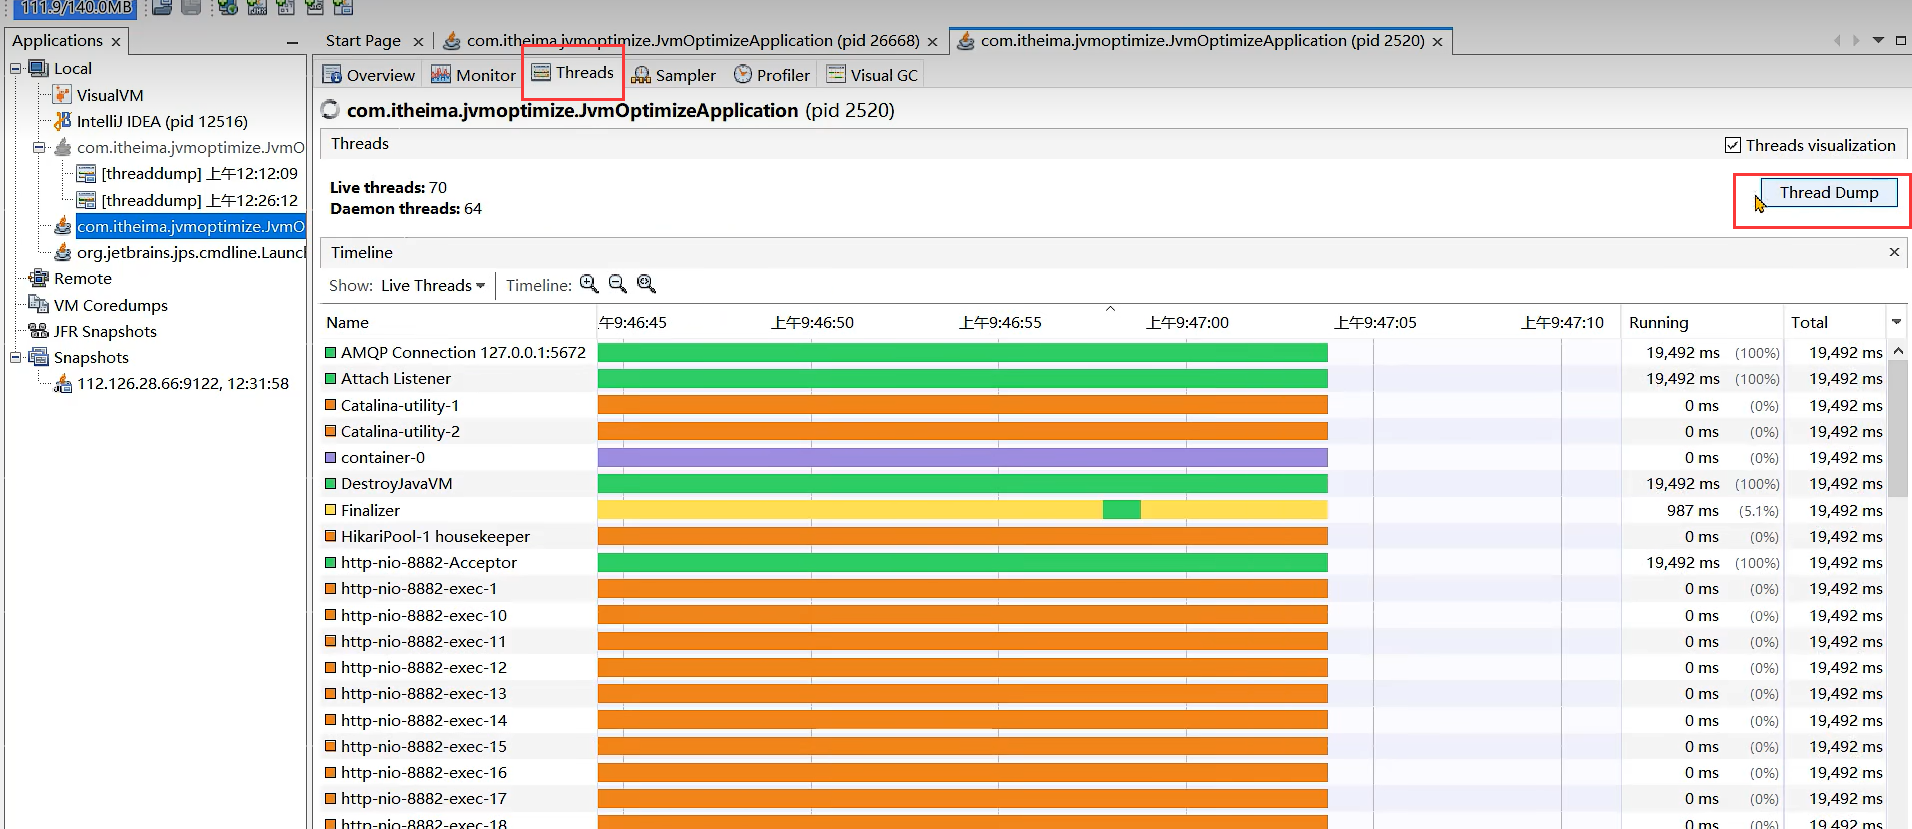 111.9/140.0MB
Applications
Start Page
com.itheima.jvmoptimize.JvmOptimizeApplication (pid 26668)
com.itheima.jvmoptimize.JvmOptimizeApplication (pid 2520)
Local
VisualVM
IntelliJ IDEA (pid 12516)
com.itheima.jvmoptimize.JvmO
[threaddump] 上午12:12:09
[threaddump] 上午12:26:12
com.itheima.jvmoptimize.JvmO
org.jetbrains.jps.cmdline.Launcl
Remote
VM Coredumps
JFR Snapshots
Snapshots
112.126.28.66:9122, 12:31:58
Overview Monitor Threads Sampler Profiler Visual GC
com.itheima.jvmoptimize.JvmOptimizeApplication (pid 2520)
Threads
Threads visualization
Live threads: 70
Daemon threads: 64
Thread Dump
Timeline
Show: Live Threads Timeline:
Name 午9:46:45 上午9:46:50 上午9:46:55 上午9:47:00 上午9:47:05 上午9:47:10 Running Total
AMQP Connection 127.0.0.1:5672 19,492 ms (100%) 19,492 ms
Attach Listener 19,492 ms (100%) 19,492 ms
Catalina-utility-1 0 ms (0%) 19,492 ms
Catalina-utility-2 0 ms (0%) 19,492 ms
container-0 0 ms (0%) 19,492 ms
DestroyJavaVM 19,492 ms (100%) 19,492 ms
Finalizer 987 ms (5.1%) 19,492 ms
HikariPool-1 housekeeper 0 ms (0%) 19,492 ms
http-nio-8882-Acceptor 19,492 ms (100%) 19,492 ms
http-nio-8882-exec-1 0 ms (0%) 19,492 ms
http-nio-8882-exec-10 0 ms (0%) 19,492 ms
http-nio-8882-exec-11 0 ms (0%) 19,492 ms
http-nio-8882-exec-12 0 ms (0%) 19,492 ms
http-nio-8882-exec-13 0 ms (0%) 19,492 ms
http-nio-8882-exec-14 0 ms (0%) 19,492 ms
http-nio-8882-exec-15 0 ms (0%) 19,492 ms
http-nio-8882-exec-16 0 ms (0%) 19,492 ms
http-nio-8882-exec-17 0 ms (0%) 19,492 ms
http-nio-8882-exec-18 0 ms (0%) 19,492 ms